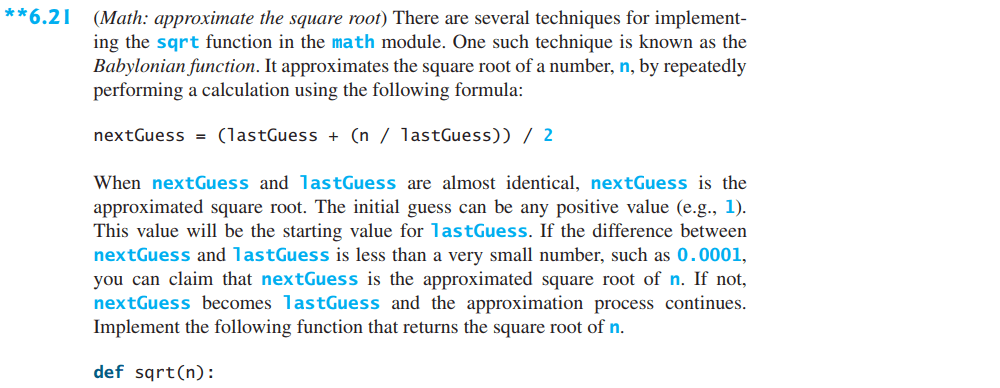 **6.21 (Math: approximate the square root) There are several techniques for implement-
ing the sqrt function in the math module. One such technique is known as the
Babylonian function. It approximates the square root of a number, n, by repeatedly
performing a calculation using the following formula:
nextGuess = (lastGuess + (n / lastGuess)) / 2
When nextGuess and lastGuess are almost identical, nextGuess is the
approximated square root. The initial guess can be any positive value (e.g., 1).
This value will be the starting value for lastGuess. If the difference between
nextGuess and lastGuess is less than a very small number, such as 0.0001,
you can claim that nextGuess is the approximated square root of n. If not,
nextGuess becomes lastGuess and the approximation process continues.
Implement the following function that returns the square root of n.
def sqrt(n):